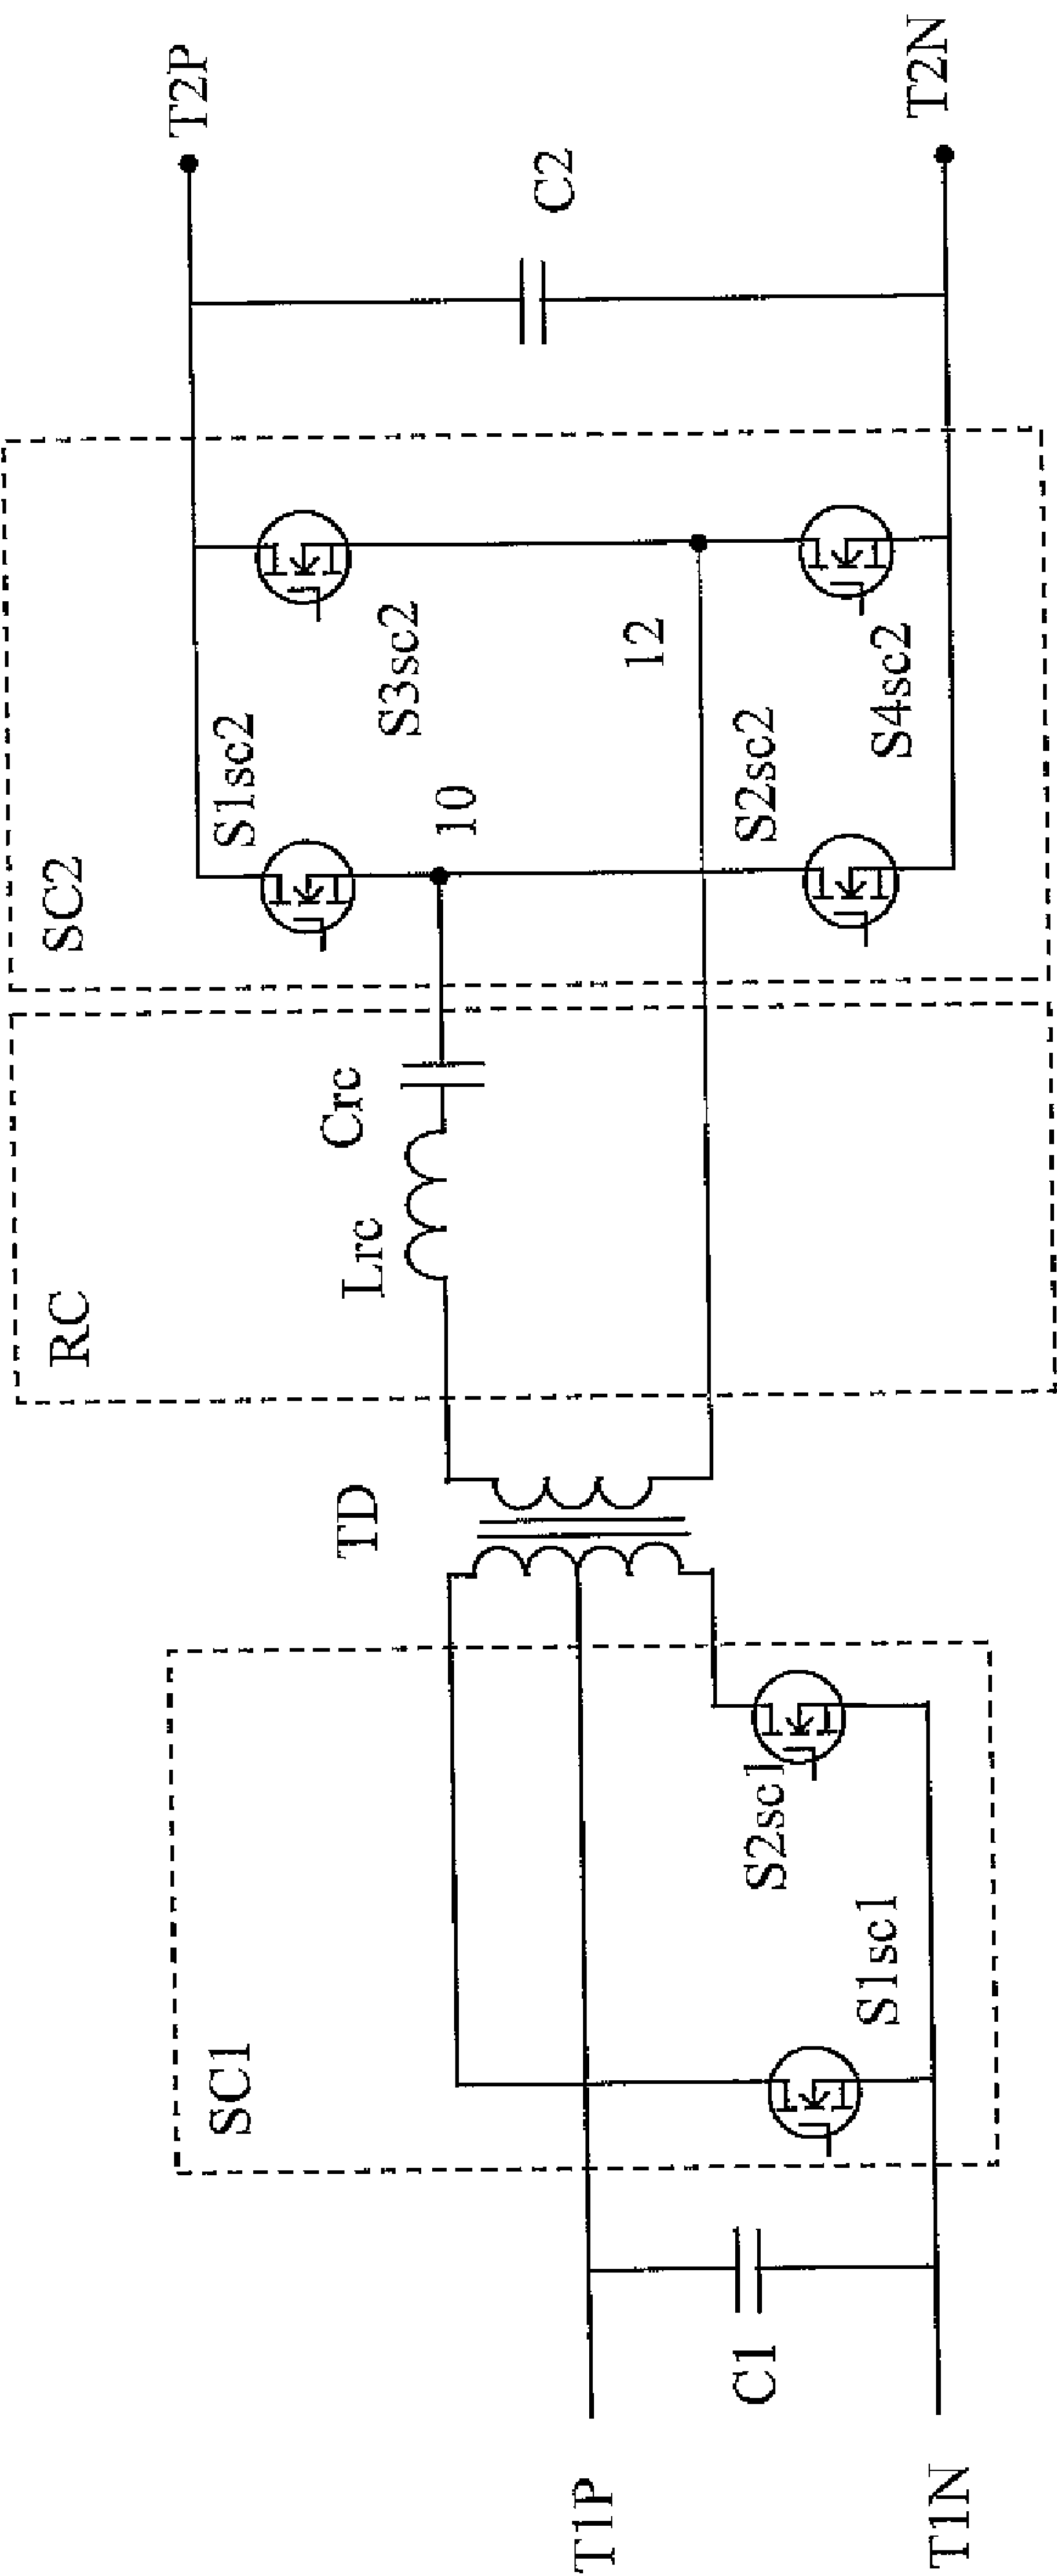 SC2
RC
SC1
T2P
S1sc2
S3sc2
10
C2
Crc
Lrc
TD
12
S2sc2
S4sc2
T2N
T1P
S2sc1
S1sc1
C1
T1N